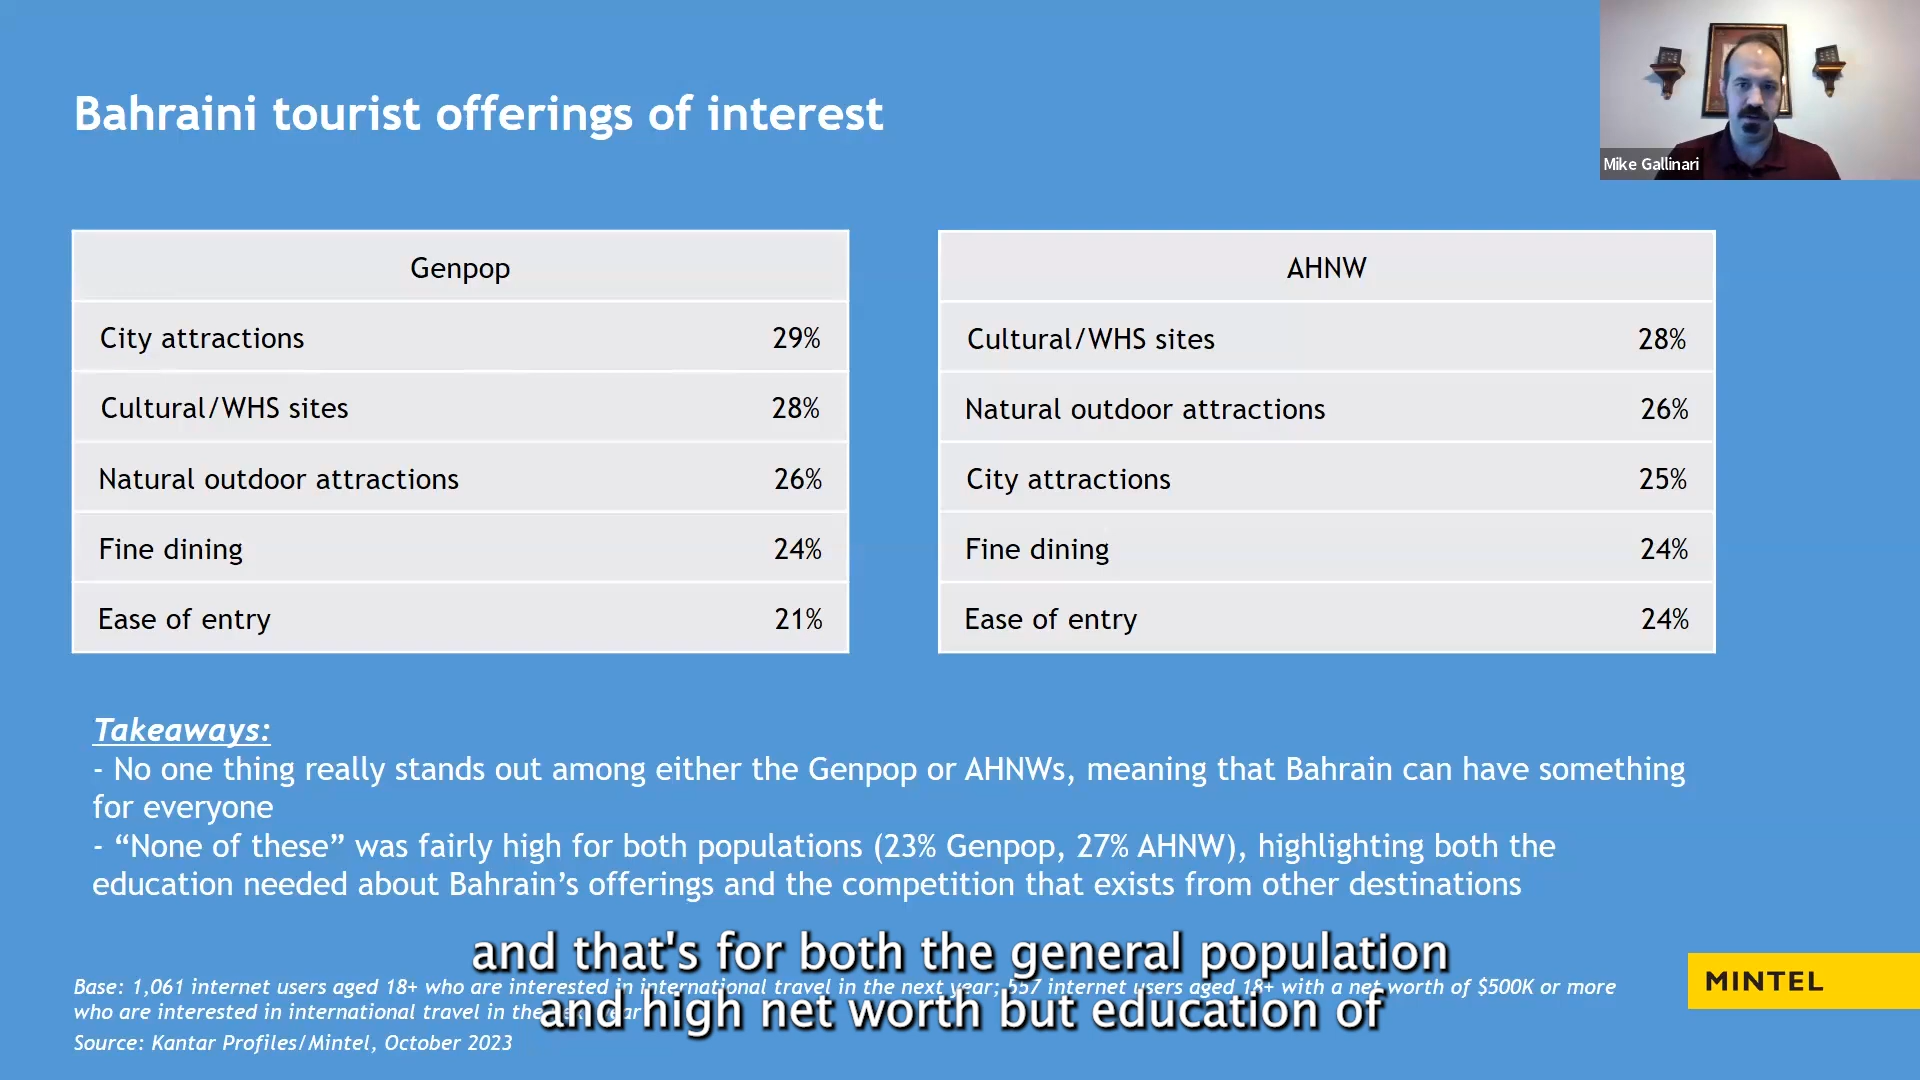 Bahraini tourist offerings of interest
Mike Gallinari
Genpop
City attractions 29%
Cultural/WHS sites 28%
Natural outdoor attractions 26%
Fine dining 24%
Ease of entry 21%
AHNW
Cultural/WHS sites 28%
Natural outdoor attractions 26%
City attractions 25%
Fine dining 24%
Ease of entry 24%
Takeaways:
- No one thing really stands out among either the Genpop or AHNWs, meaning that Bahrain can have something
for everyone
- “None of these” was fairly high for both populations (23% Genpop, 27% AHNW), highlighting both the
education needed about Bahrain’s offerings and the competition that exists from other destinations
and that's for both the general population
and high net worth but education of
Base: 1,061 internet users aged 18+ who are interested in international travel in the next year; 557 internet users aged 18+ with a net worth of $500K or more
who are interested in international travel in the next year
Source: Kantar Profiles/Mintel, October 2023
MINTEL